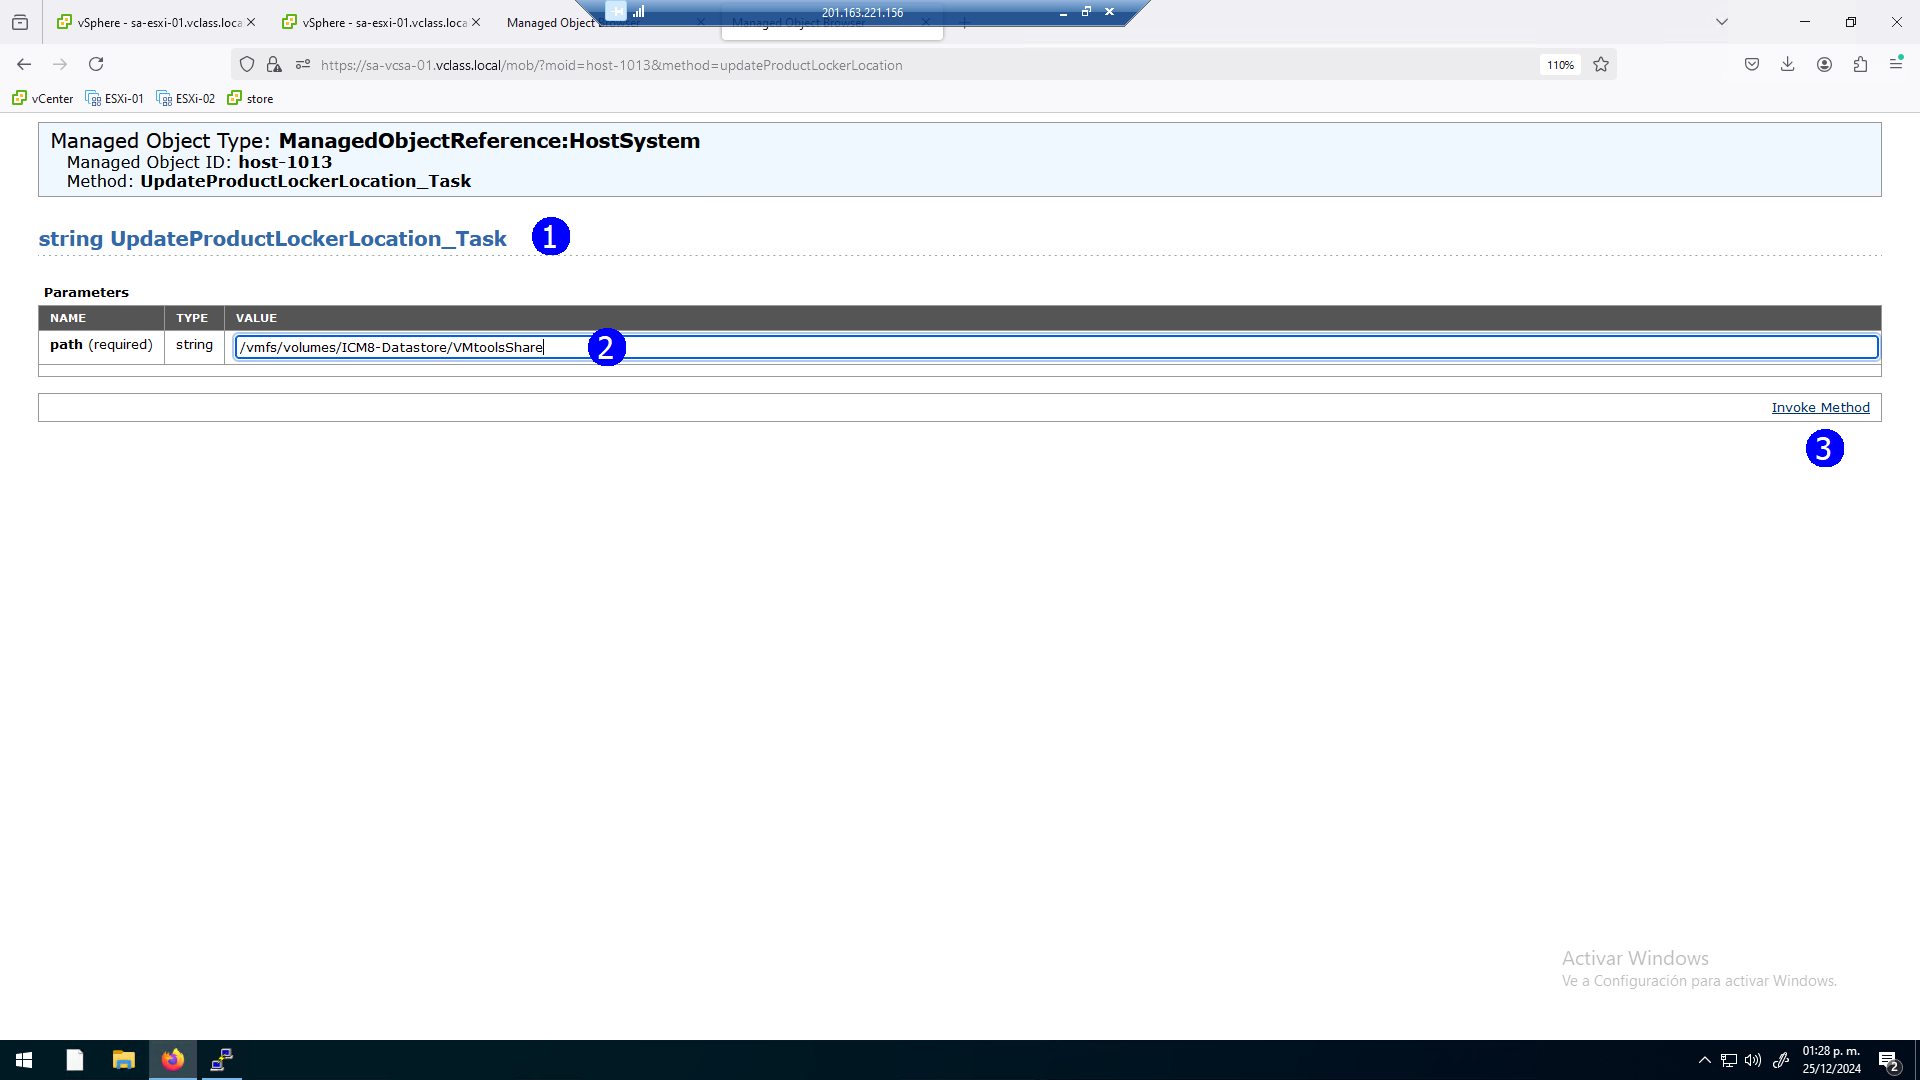 vSphere - sa-esxi-01.vclass.loca
vSphere - sa-esxi-01.vclass.loca
Managed Object Browser
Managed Object Browser
201.163.221.156
https://sa-vcsa-01.vclass.local/mob/?moid=host-1013&method=updateProductLockerLocation
110%
vCenter
ESXi-01
ESXi-02
store
Managed Object Type: ManagedObjectReference:HostSystem
Managed Object ID: host-1013
Method: UpdateProductLockerLocation_Task
string UpdateProductLockerLocation_Task
1
Parameters
NAME TYPE VALUE
path (required) string /vmfs/volumes/ICM8-Datastore/VMtoolsShare
2
Invoke Method
3
Activar Windows
Ve a Configuración para activar Windows.
01:28 p. m.
25/12/2024
2